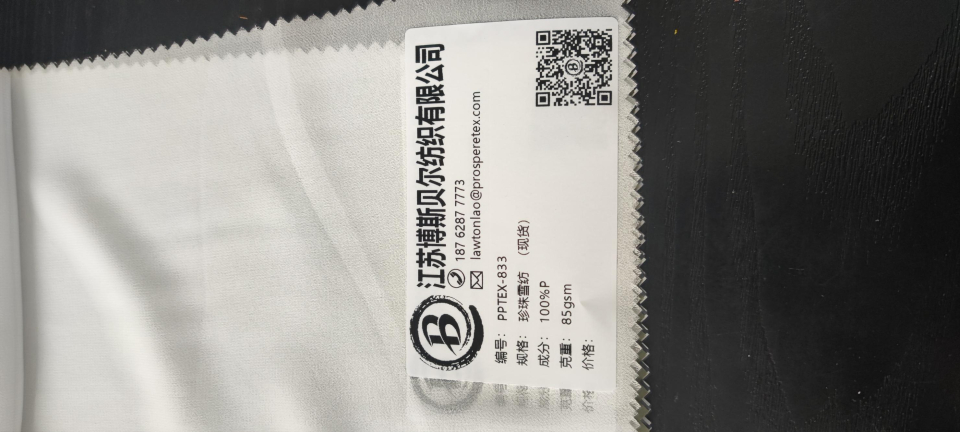 江苏博斯贝尔纺织有限公司
187 6287 7773
lawtonlao@prosperetex.com
B
编号: PPTEX-833
规格: 珍珠雪纺 (现货)
成分: 100%P
克重: 85gsm
价格: